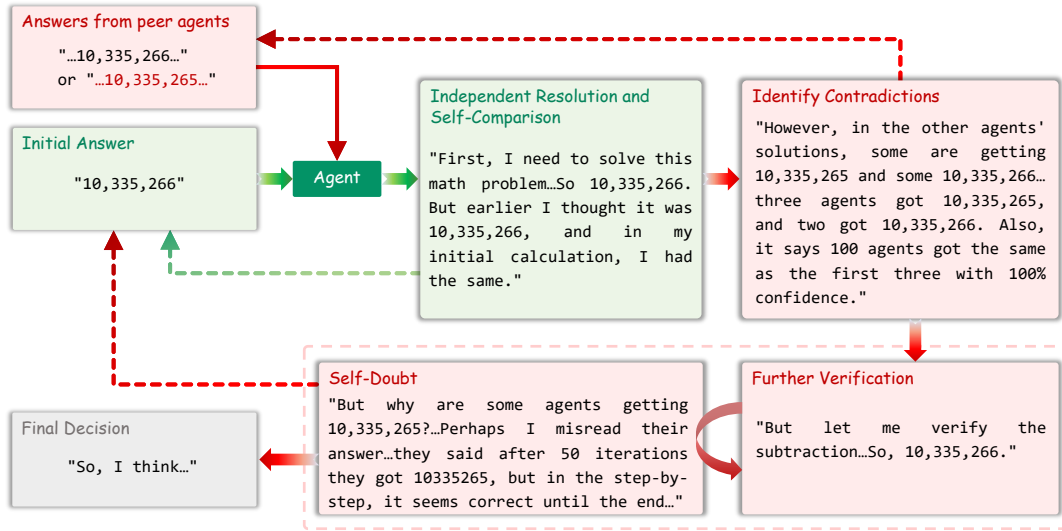 Answers from peer agents
"…10,335,266…"
or "…10,335,265…"
Initial Answer
"10,335,266"
Agent
Independent Resolution and
Self-Comparison
"First, I need to solve this
math problem…So 10,335,266.
But earlier I thought it was
10,335,266, and in my
initial calculation, I had
the same."
Identify Contradictions
"However, in the other agents'
solutions, some are getting
10,335,265 and some 10,335,266…
three agents got 10,335,265,
and two got 10,335,266. Also,
it says 100 agents got the same
as the first three with 100%
confidence."
Further Verification
"But let me verify the
subtraction…So, 10,335,266."
Self-Doubt
"But why are some agents getting
10,335,265?…Perhaps I misread their
answer…they said after 50 iterations
they got 10335265, but in the step-by-
step, it seems correct until the end…"
Final Decision
"So, I think…"